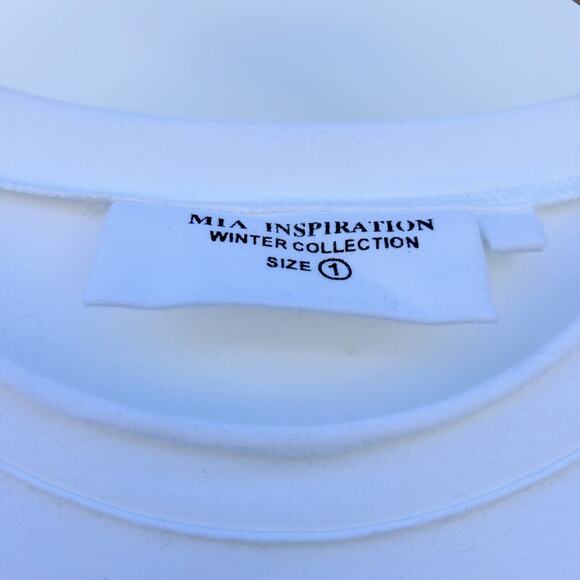 MIA INSPIRATION
WINTER COLLECTION
SIZE 1